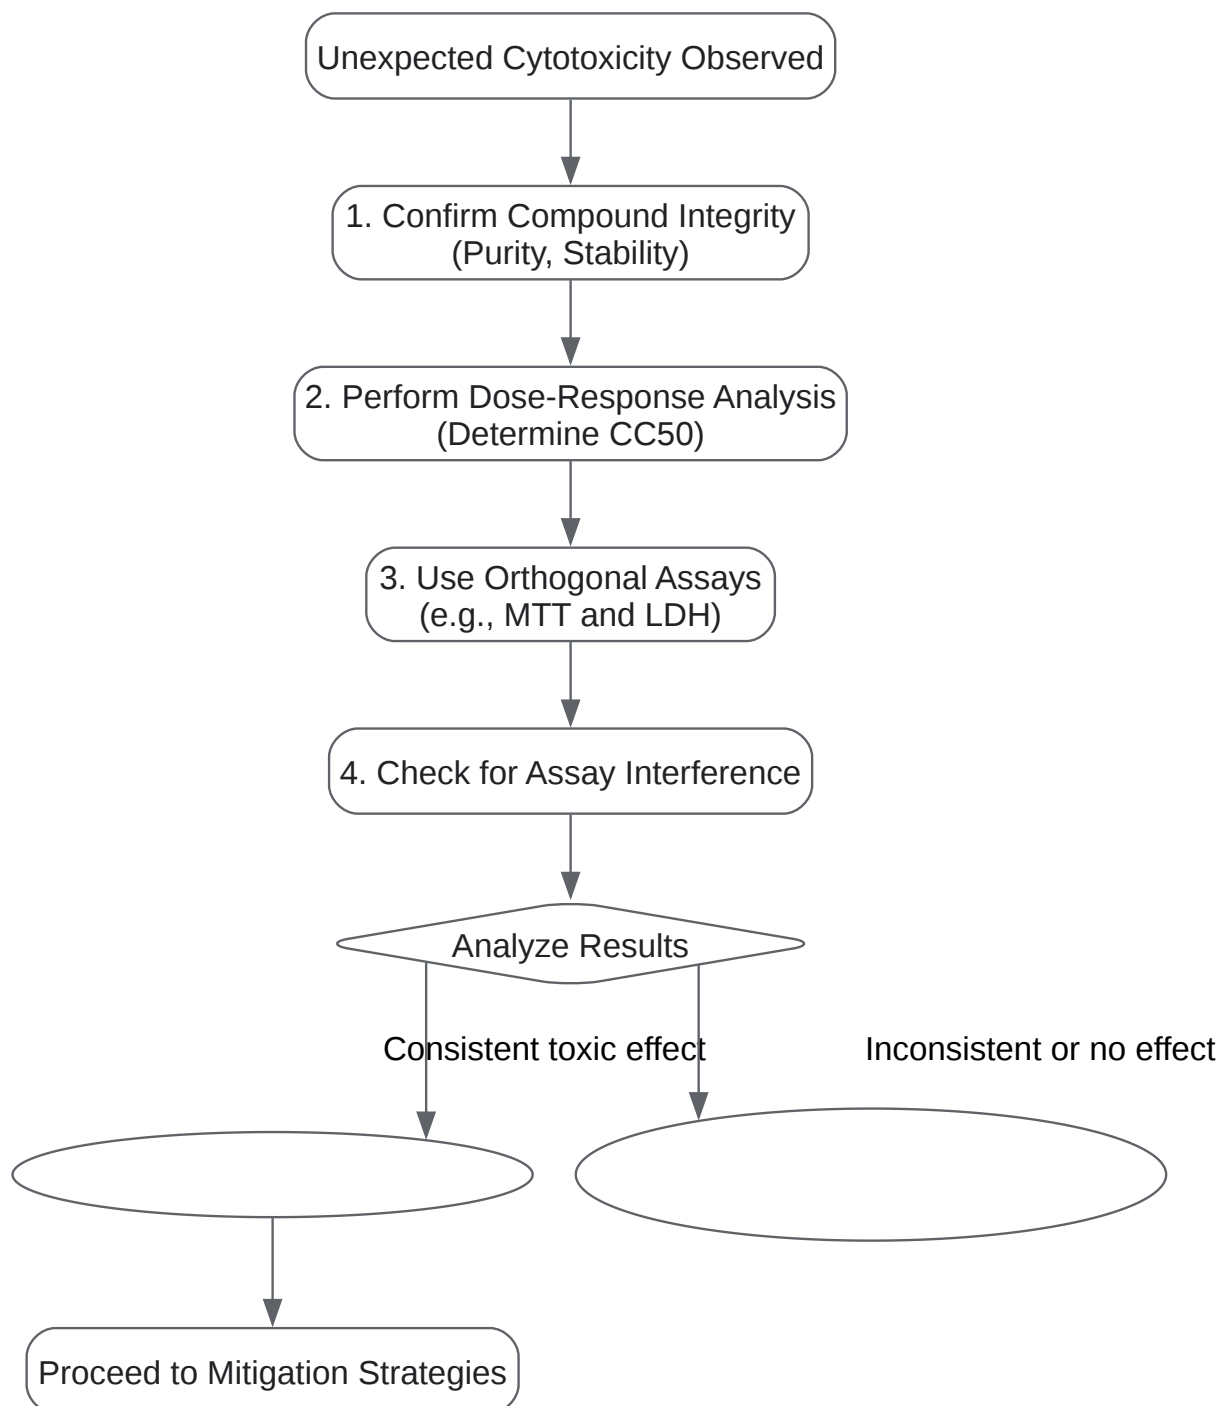 Unexpected Cytotoxicity Observed
1. Confirm Compound Integrity
(Purity, Stability)
2. Perform Dose-Response Analysis
(Determine CC50)
3. Use Orthogonal Assays
(e.g., MTT and LDH)
4. Check for Assay Interference
Analyze Results
Consistent toxic effect
Inconsistent or no effect
Proceed to Mitigation Strategies